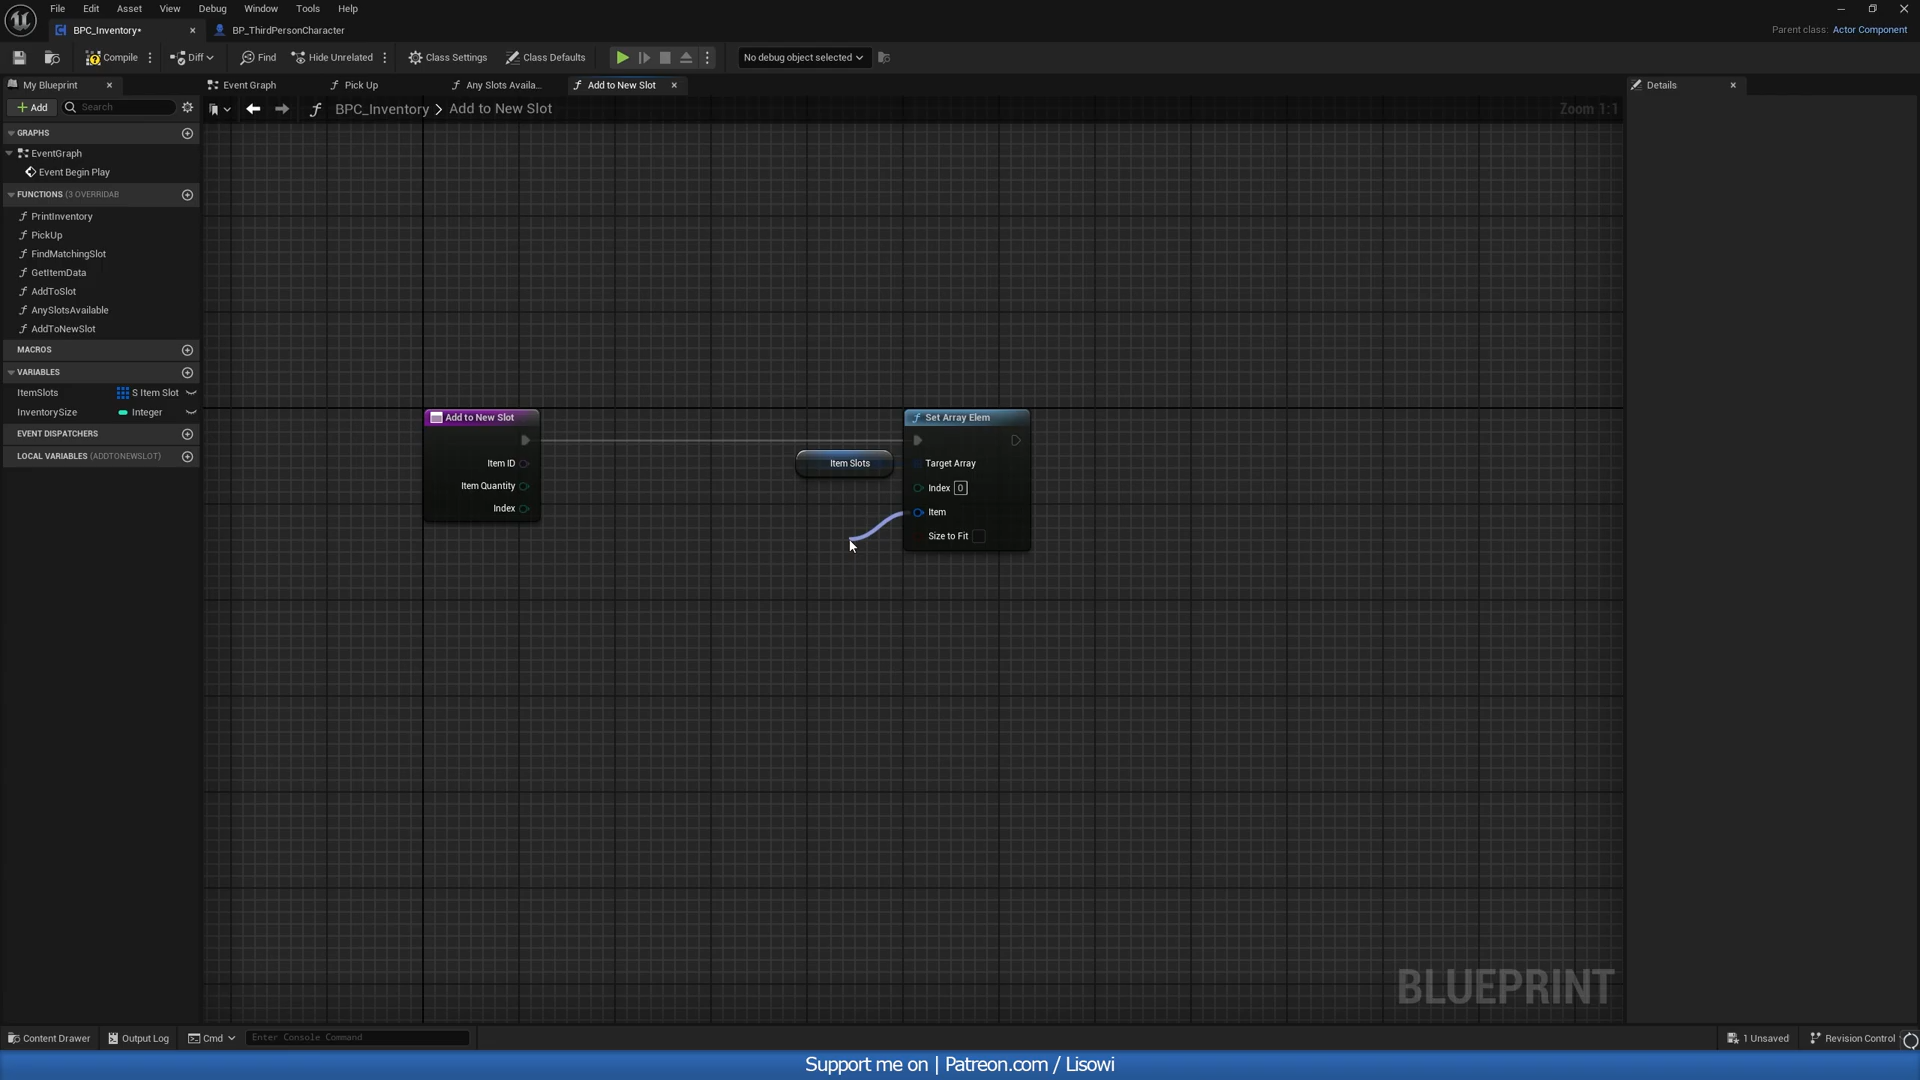 File Edit Asset View Debug Window Tools Help
BPC_Inventory* BP_ThirdPersonCharacter
Parent class: Actor Component
Compile Diff Find Hide Unrelated Class Settings Class Defaults No debug object selected
My Blueprint Event Graph Pick Up Any Slots Availa... Add to New Slot Details
Add Search
BPC_Inventory > Add to New Slot Zoom 1:1
GRAPHS
EventGraph
Event Begin Play
FUNCTIONS (3 OVERRIDAB
PrintInventory
PickUp
FindMatchingSlot
GetItemData
AddToSlot
AnySlotsAvailable
AddToNewSlot
MACROS
VARIABLES
ItemSlots S Item Slot
InventorySize Integer
EVENT DISPATCHERS
LOCAL VARIABLES (ADDTONEWSLOT)
Add to New Slot
Item ID
Item Quantity
Index
Item Slots
Set Array Elem
Target Array
Index 0
Item
Size to Fit
BLUEPRINT
Content Drawer Output Log Cmd Enter Console Command 1 Unsaved Revision Control
Support me on | Patreon.com / Lisowi